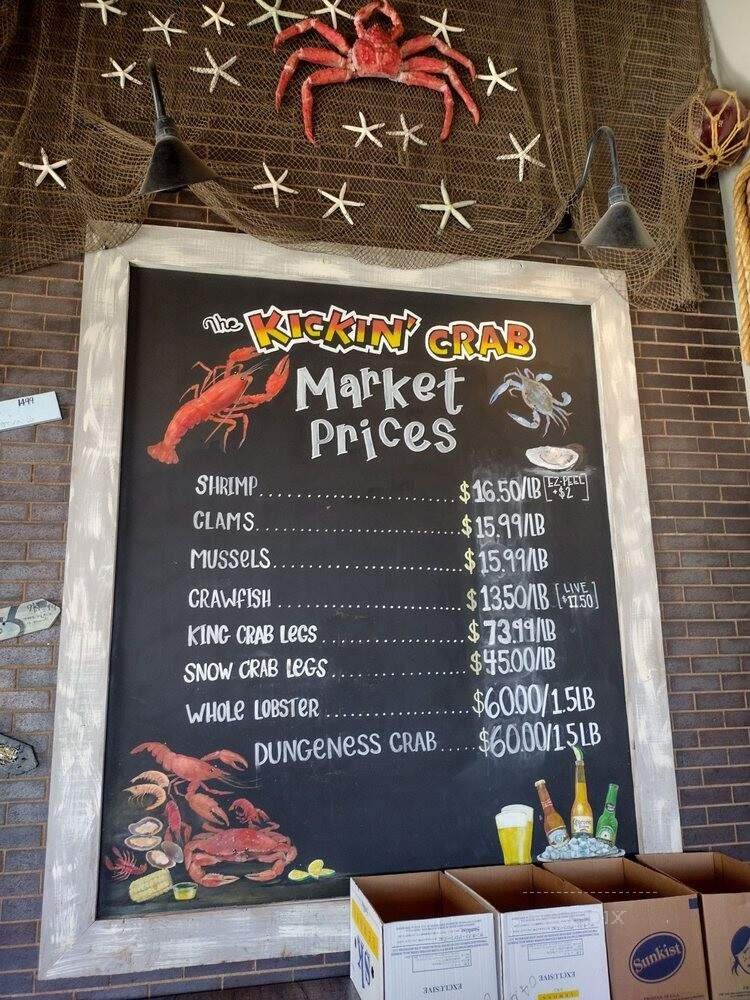 The KICKIN' CRAB
Market
Prices
SHRIMP.......................... $16.50/LB [EZ-PEEL +$2]
CLAMS.......................... $15.99/LB
MUSSELS.......................... $15.99/LB
CRAWFISH.......................... $13.50/LB [LIVE $17.50]
KING CRAB LEGS.................... $73.99/LB
SNOW CRAB LEGS.................... $45.00/LB
WHOLE LOBSTER.................... $60.00/1.5LB
DUNGENESS CRAB..... $60.00/1.5LB
Sunkist
EXCLUSIVE
EXCLUSIVE